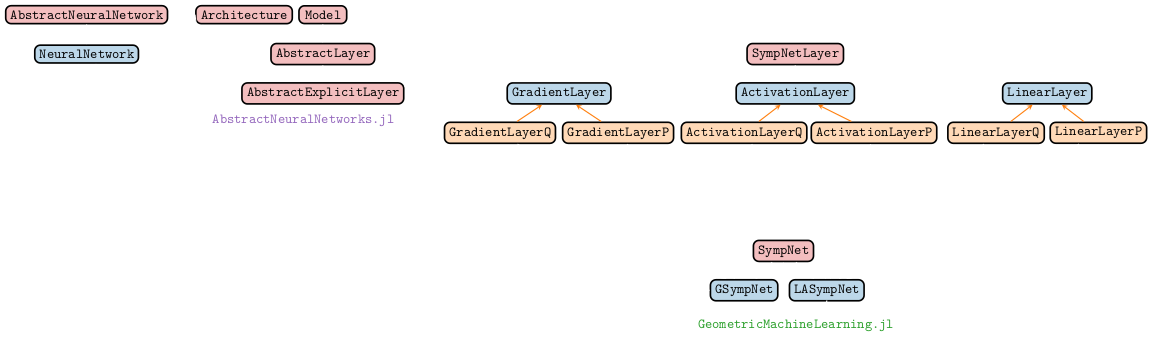 AbstractNeuralNetwork Architecture Model
NeuralNetwork AbstractLayer SympNetLayer
AbstractExplicitLayer GradientLayer ActivationLayer LinearLayer
AbstractNeuralNetworks.jl
GradientLayerQ GradientLayerP ActivationLayerQ ActivationLayerP LinearLayerQ LinearLayerP
SympNet
GSympNet LASympNet
GeometricMachineLearning.jl